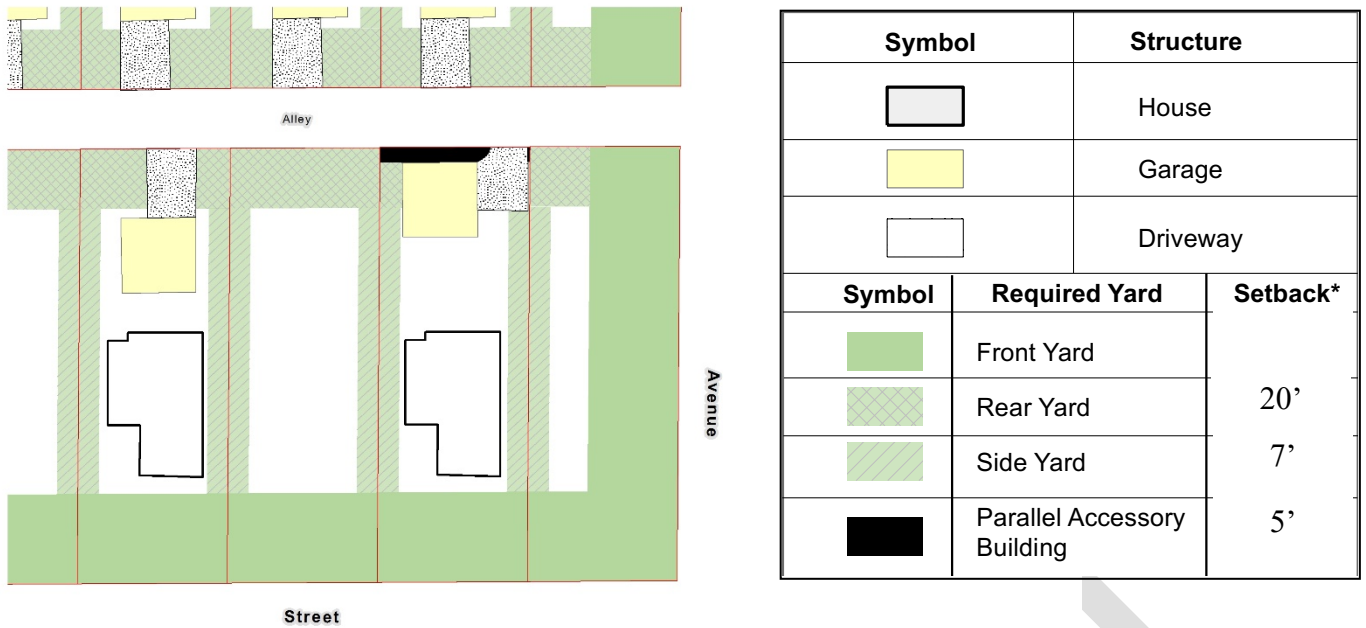 Alley
Avenue
Street
Symbol Structure
House
Garage
Driveway
Symbol Required Yard Setback*
Front Yard
Rear Yard 20’
Side Yard 7’
Parallel Accessory
Building 5’